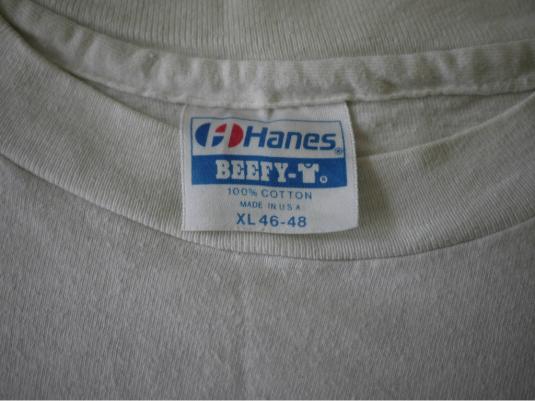 Hanes®
BEEFY-T®
100% COTTON
MADE IN U.S.A.
XL 46-48